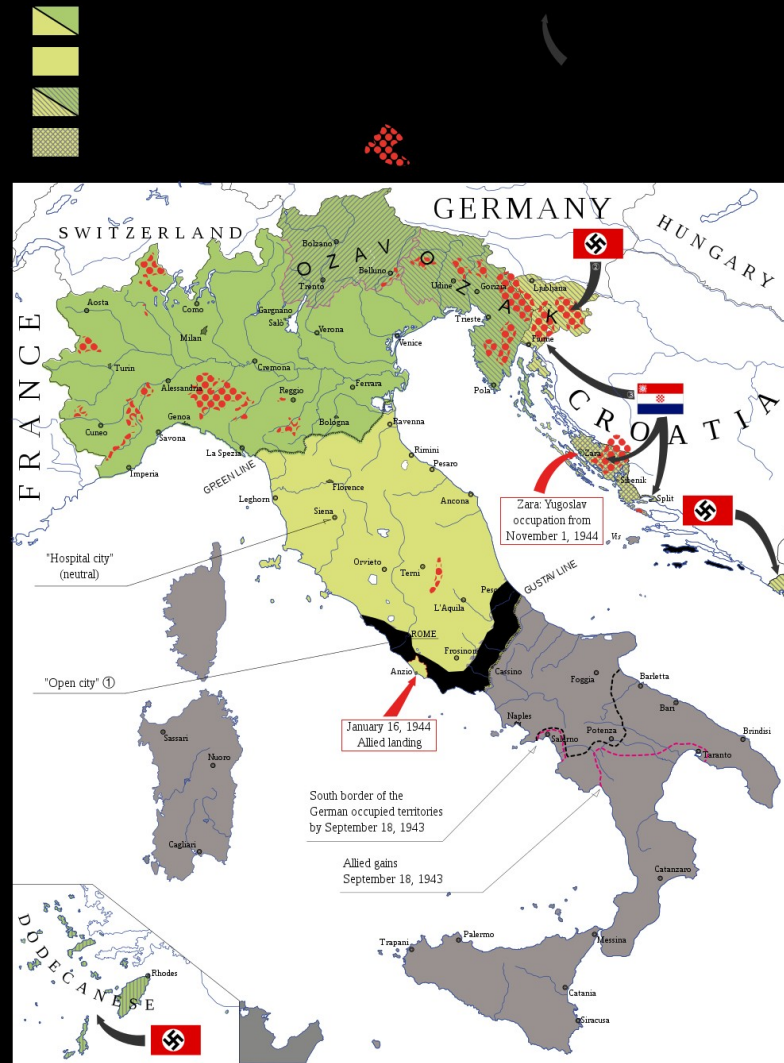 GERMANY
SWITZERLAND
HUNGARY
FRANCE
CROATIA
OZAV
OZAK
Bolzano
Trento
Belluno
Udine
Gorizia
Ljubljana
②
Aosta
Como
Gargnano
Salò
Verona
Venice
Trieste
Fiume
Milan
Turin
Cremona
Pola
③
Alessandria
Reggio
Ferrara
Genoa
Bologna
Ravenna
Cuneo
Savona
Imperia
La Spezia
GREEN LINE
Rimini
Pesaro
Zara
Sibenik
Split
Vis
Leghorn
Florence
Siena
Ancona
Zara: Yugoslav
occupation from
November 1, 1944
"Hospital city"
(neutral)
Orvieto
Terni
L'Aquila
Pesc
GUSTAV LINE
ROME
Frosinon
Anzio
Cassino
"Open city" ①
January 16, 1944
Allied landing
Foggia
Barletta
Bari
Brindisi
Naples
Salerno
Potenza
Taranto
Sassari
Nuoro
Cagliari
South border of the
German occupied territories
by September 18, 1943
Allied gains
September 18, 1943
Catanzaro
Messina
Palermo
Trapani
Catania
Siracusa
DODECANESE
Rhodes